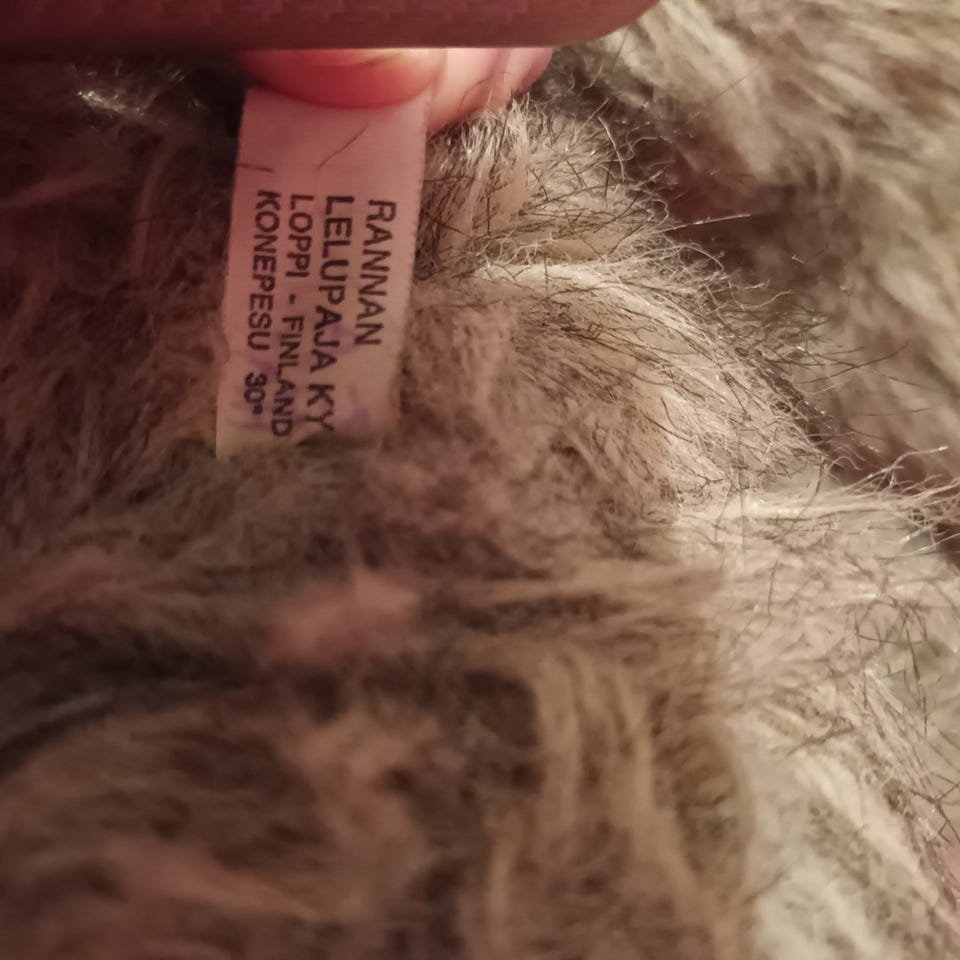 RANNAN
LELUPAJA KY
LOPPI - FINLAND
KONEPESU 30°